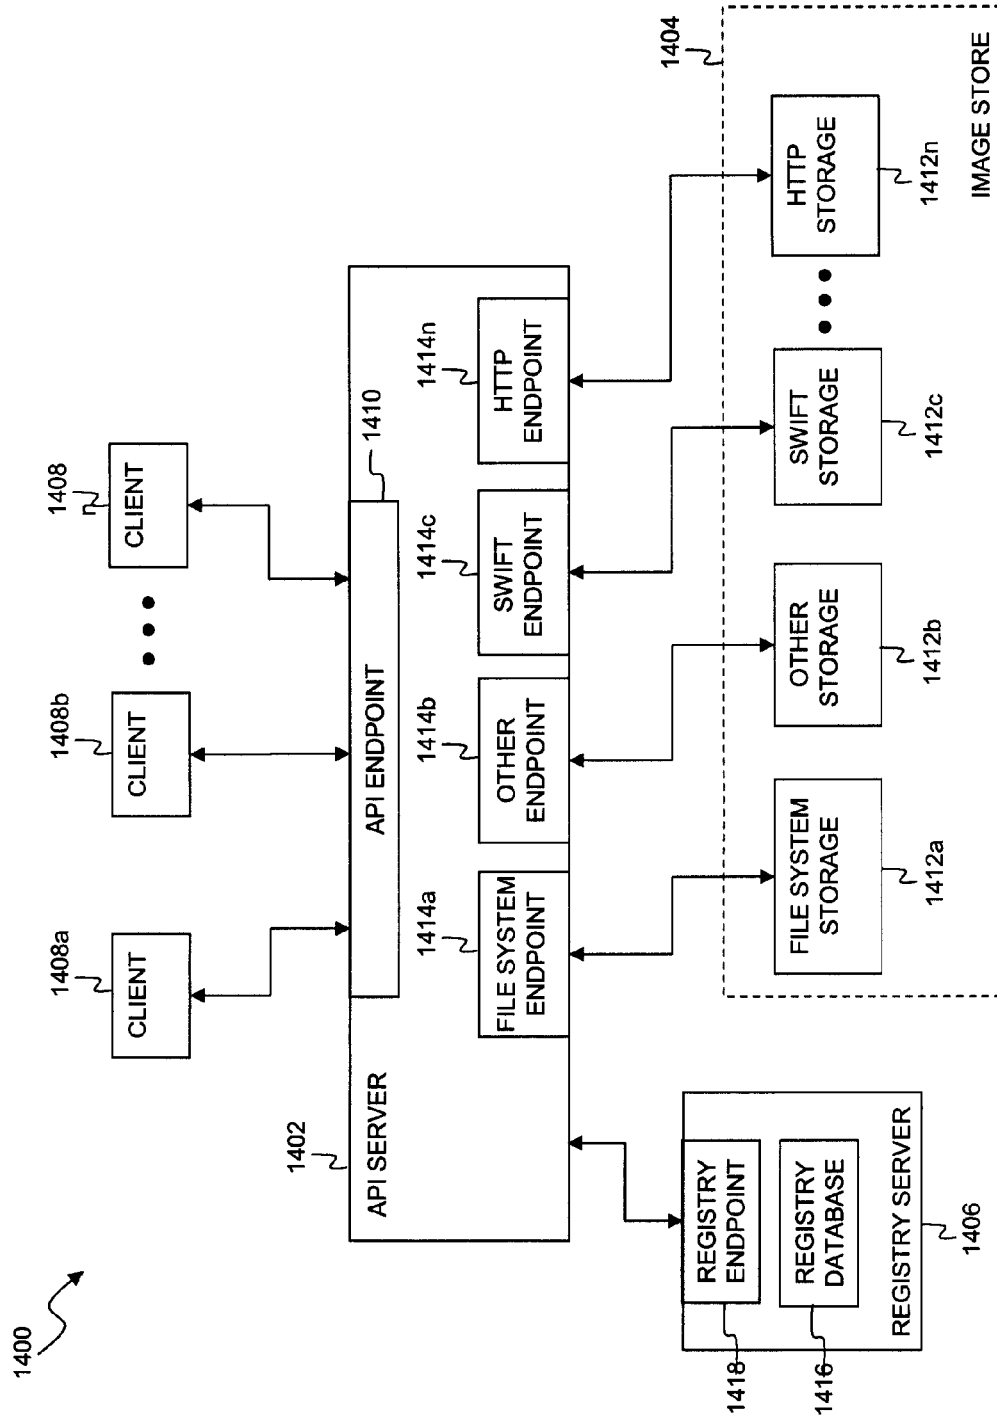 1400
1408a
CLIENT
1408b
CLIENT
1408
n
CLIENT
1402
API SERVER
API ENDPOINT
1410
1414a
FILE SYSTEM
ENDPOINT
1414b
OTHER
ENDPOINT
1414c
SWIFT
ENDPOINT
1414n
HTTP
ENDPOINT
1404
1418
REGISTRY
ENDPOINT
1416
REGISTRY
DATABASE
REGISTRY SERVER
1406
FILE SYSTEM
STORAGE
1412a
OTHER
STORAGE
1412b
SWIFT
STORAGE
1412c
HTTP
STORAGE
1412n
IMAGE STORE